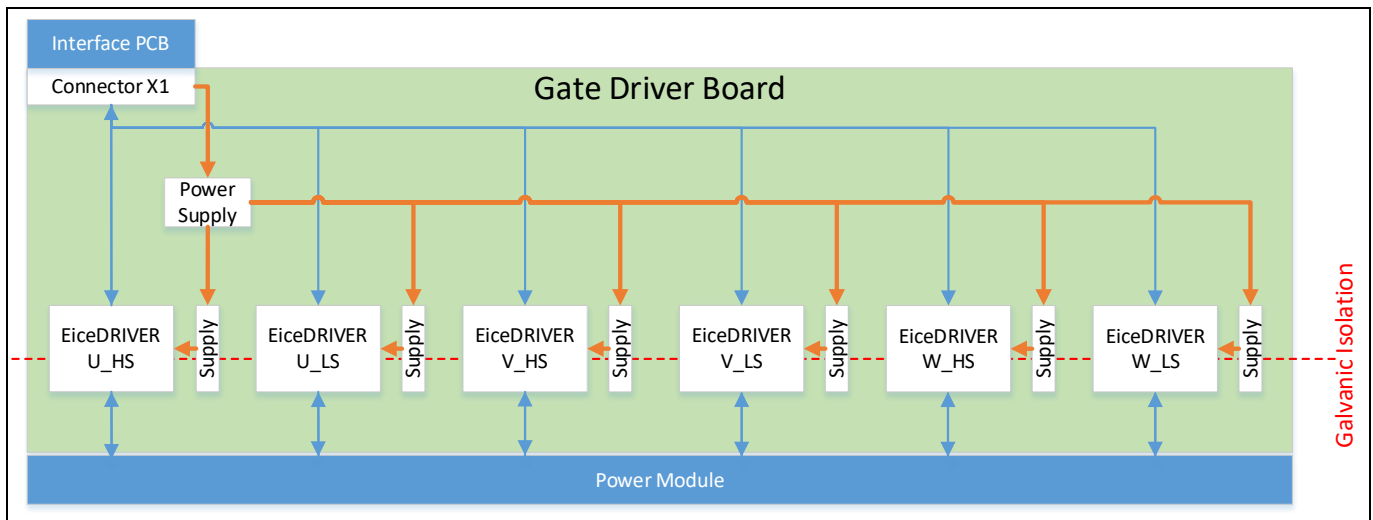 Interface PCB
Connector X1
Gate Driver Board
Power
Supply
EiceDRIVER
U_HS
Supply
EiceDRIVER
U_LS
Supply
EiceDRIVER
V_HS
Supply
EiceDRIVER
V_LS
Supply
EiceDRIVER
W_HS
Supply
EiceDRIVER
W_LS
Supply
Galvanic Isolation
Power Module